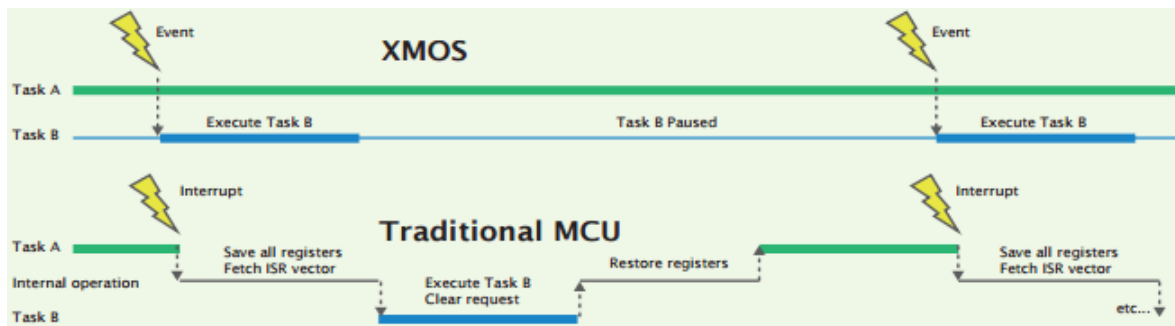 Event
XMOS
Event
Task A
Execute Task B
Task B Paused
Execute Task B
Task B
Interrupt
Interrupt
Traditional MCU
Task A
Save all registers
Fetch ISR vector
Restore registers
Save all registers
Fetch ISR vector
Internal operation
Execute Task B
Clear request
etc...
Task B